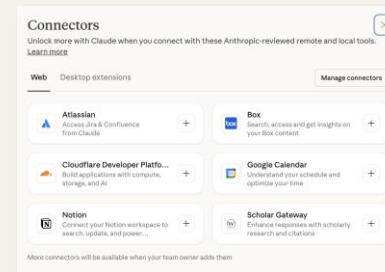 Connectors
Unlock more with Claude when you connect with these Anthropic-reviewed remote and local tools.
Learn more
Web
Desktop extensions
Manage connectors
Atlassian
Access Jira & Confluence
from Claude
Box
box
Search, access and get insights on
your Box content
Cloudflare Developer Platfo...
Build applications with compute,
storage, and AI
Google Calendar
Understand your schedule and
optimize your time
Notion
Connect your Notion workspace to
search, update, and power...
Scholar Gateway
Enhance responses with scholarly
research and citations
More connectors will be available when your team owner adds them